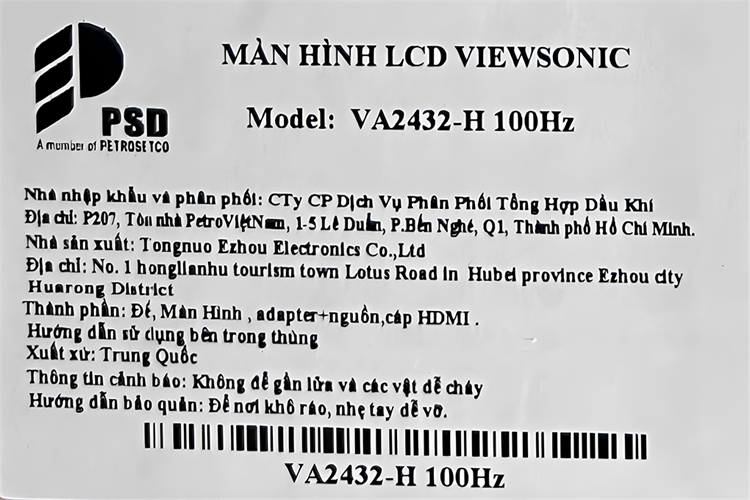 PSD
A mumber of PETROSETCO
MÀN HÌNH LCD VIEWSONIC
Model: VA2432-H 100Hz
Nhà nhập khẩu và phân phối: CTy CP Dịch Vụ Phân Phối Tổng Hợp Dầu Khí
Địa chỉ: P207, Tòn nhà PetroViệtNam, 1-5 Lê Duẩn, P.Bến Nghé, Q1, Thành phố Hồ Chí Minh.
Nhà sản xuất: Tongnuo Ezhou Electronics Co.,Ltd
Địa chỉ: No. 1 honglianhu tourism town Lotus Road in Hubei province Ezhou city
Huarong District
Thành phần: Đế, Màn Hình , adapter+nguồn,cáp HDMI .
Hướng dẫn sử dụng bên trong thùng
Xuất xứ: Trung Quốc
Thông tin cảnh báo: Không để gần lửa và các vật dễ cháy
Hướng dẫn bảo quản: Để nơi khô ráo, nhẹ tay dễ vỡ.
VA2432-H 100Hz